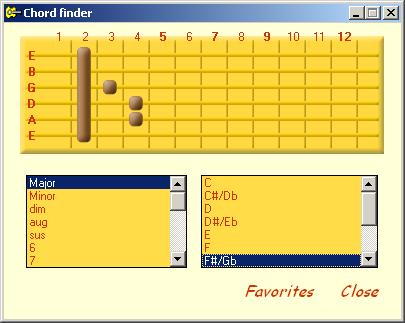 Chord finder
1 2 3 4 5 6 7 8 9 10 11 12
E
B
G
D
A
E
Major
Minor
dim
aug
sus
6
7
C
C#/Db
D
D#/Eb
E
F
F#/Gb
Favorites Close